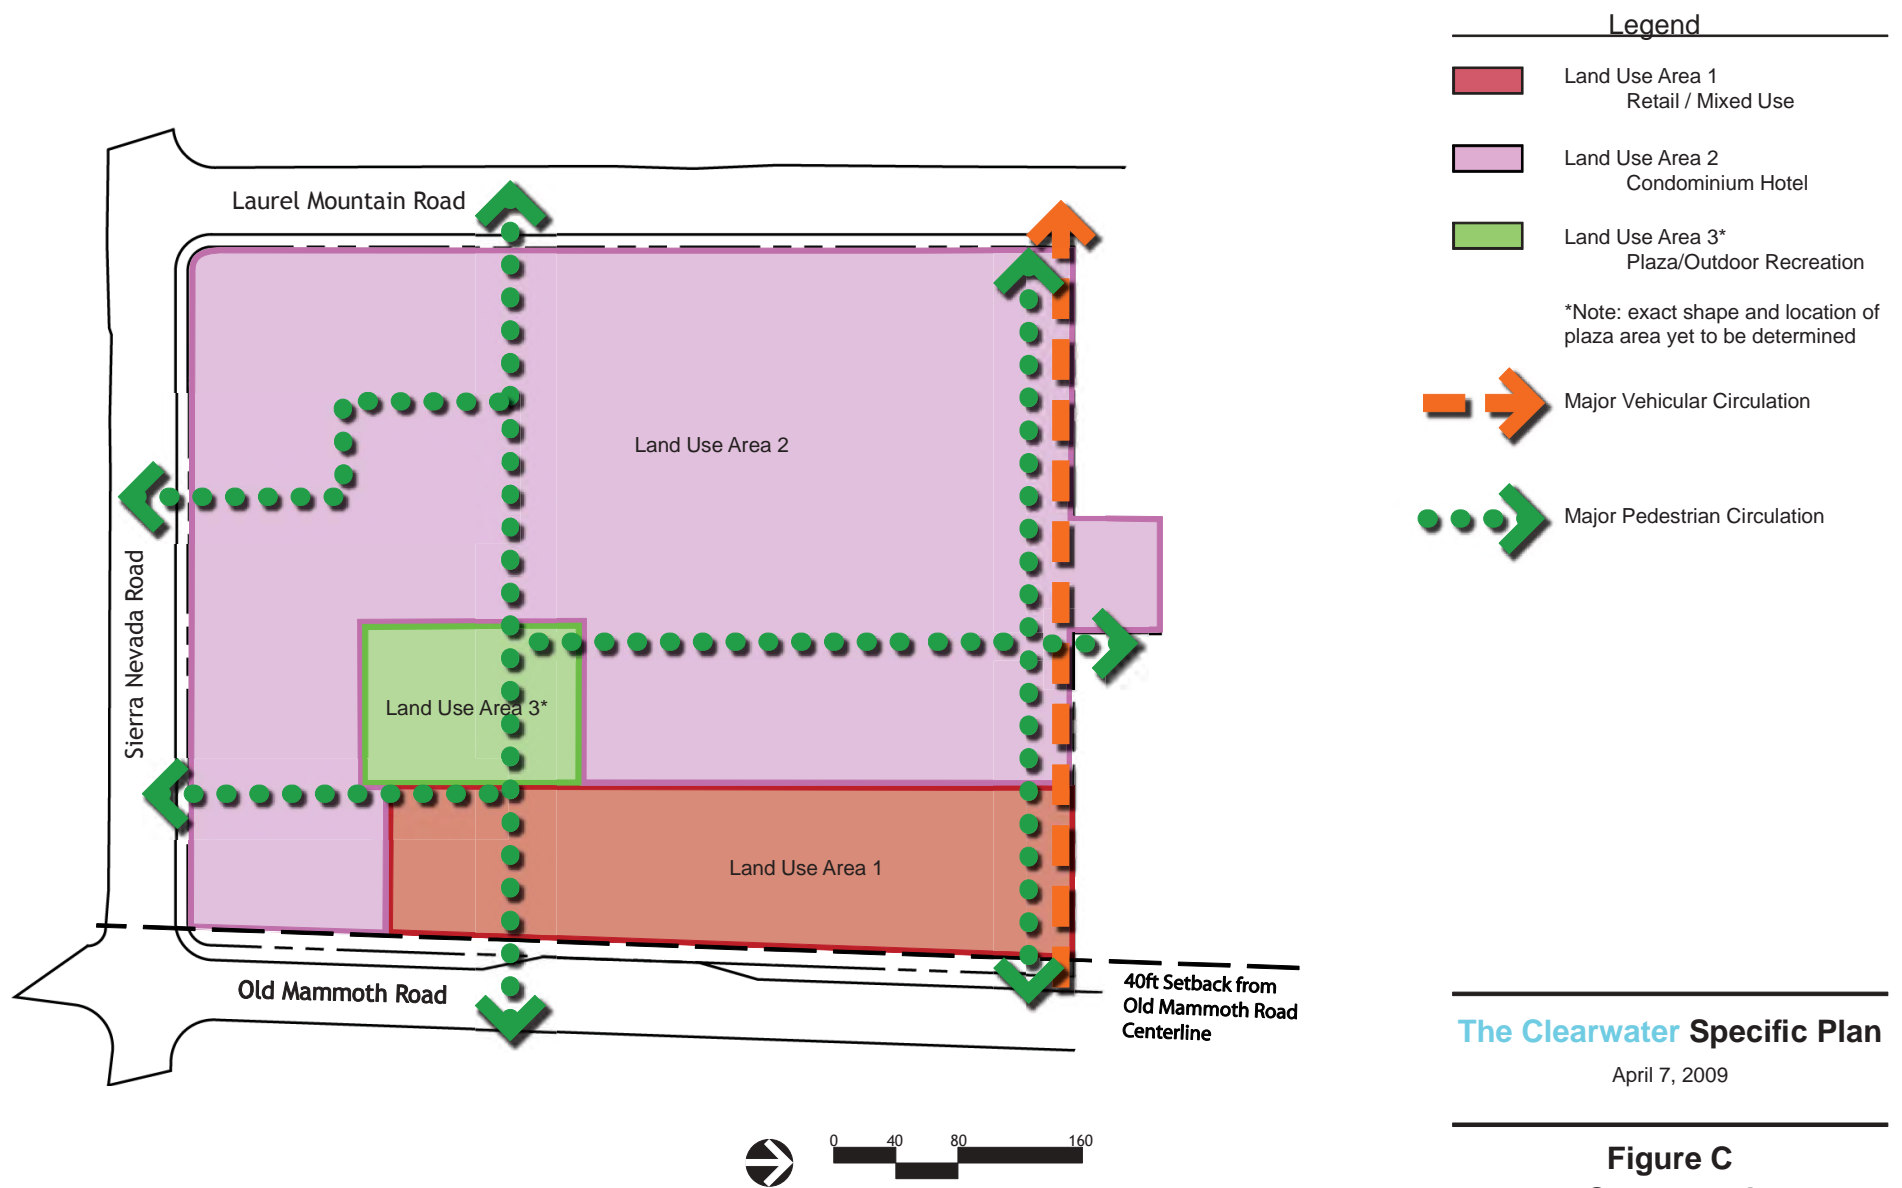 Legend
Land Use Area 1
Retail / Mixed Use
Land Use Area 2
Condominium Hotel
Land Use Area 3*
Plaza/Outdoor Recreation
*Note: exact shape and location of
plaza area yet to be determined
Major Vehicular Circulation
Major Pedestrian Circulation
Laurel Mountain Road
Land Use Area 2
Sierra Nevada Road
Land Use Area 3*
Land Use Area 1
Old Mammoth Road
40ft Setback from
Old Mammoth Road
Centerline
0 40 80 160
The Clearwater Specific Plan
April 7, 2009
Figure C